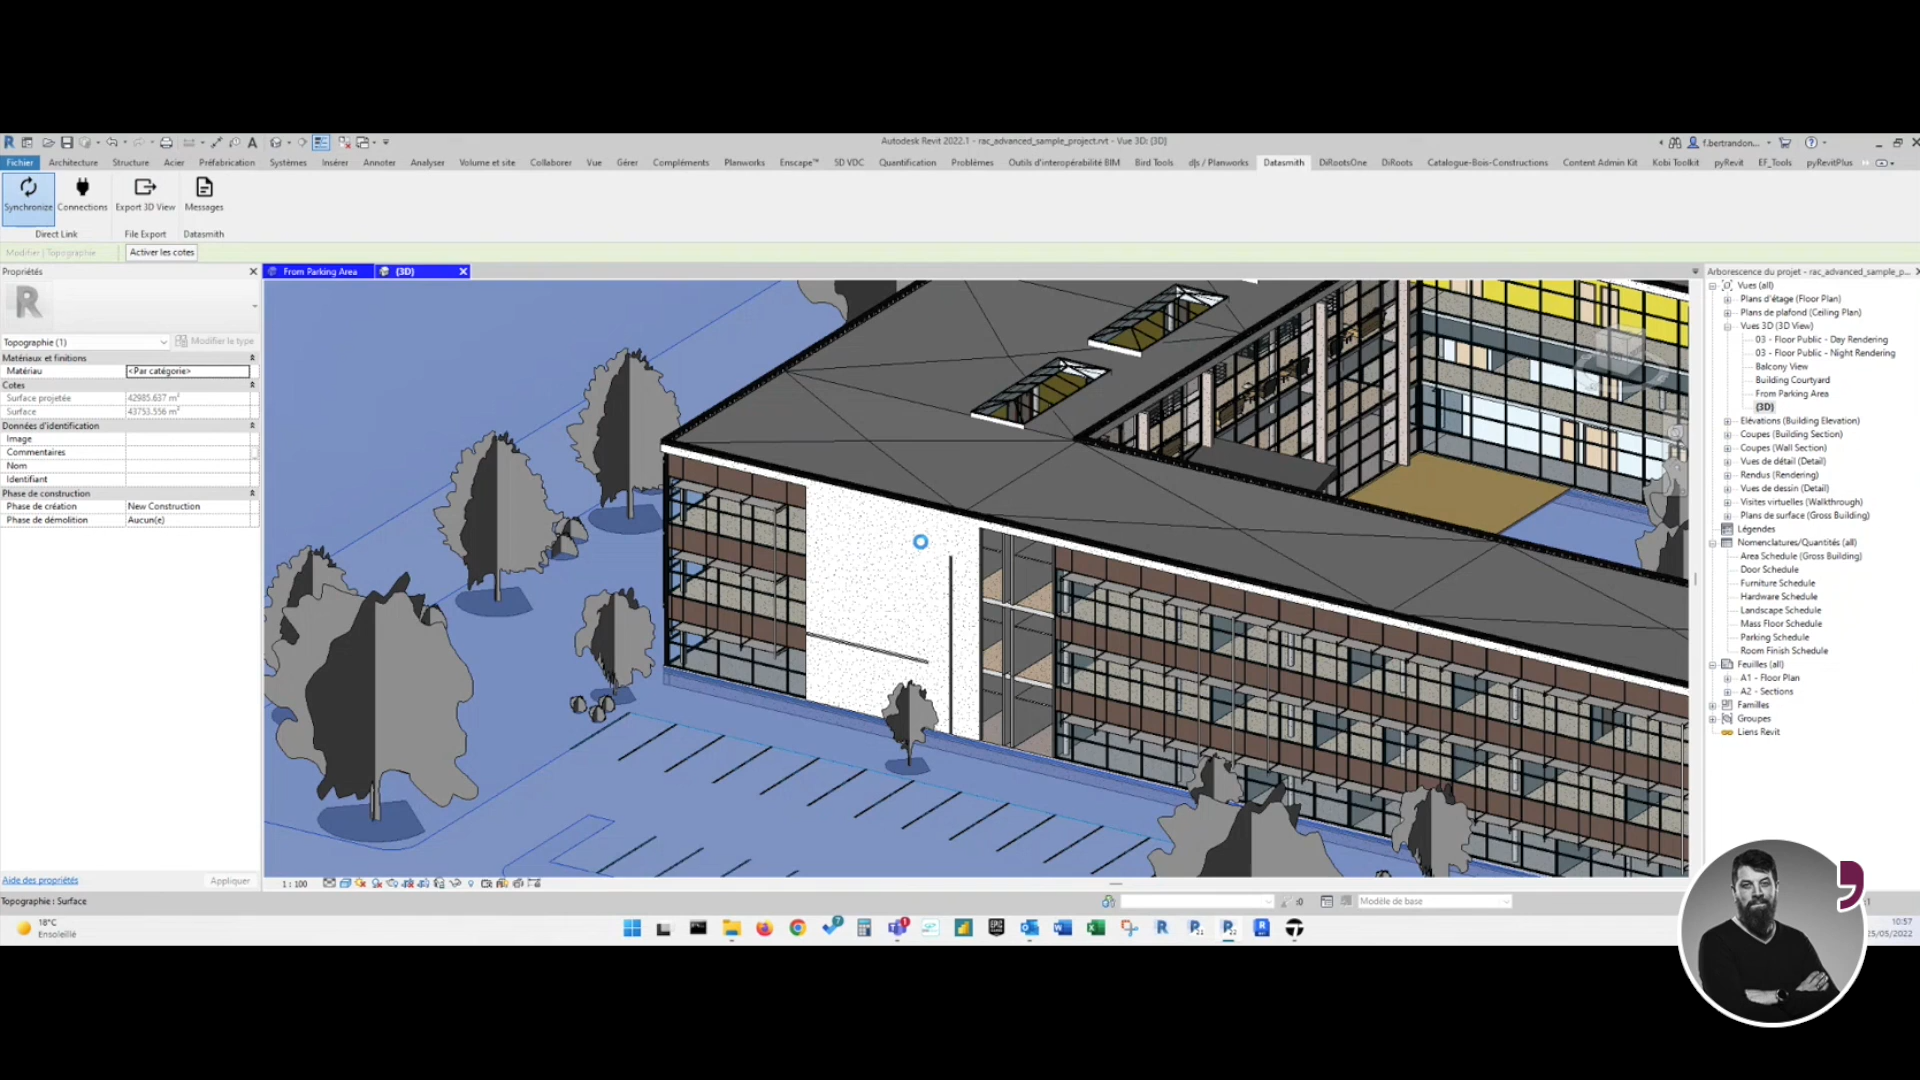 Autodesk Revit 2022.1 - rac_advanced_sample_project.rvt - Vue 3D: {3D}
f.bertrandon...
Fichier Architecture Structure Acier Préfabrication Systèmes Insérer Annoter Analyser Volume et site Collaborer Vue Gérer Compléments Planworks Enscape™ 5D VDC Quantification Problèmes Outils d'interopérabilité BIM Bird Tools dJs / Planworks Datasmith DiRootsOne DiRoots Catalogue-Bois-Constructions Content Admin Kit Kobi Toolkit pyRevit EF_Tools pyRevitPlus
Synchronize Connections Export 3D View Messages
Direct Link File Export Datasmith
Modifier | Topographie Activer les cotes
Propriétés
From Parking Area {3D}
R
Topographie (1) Modifier le type
Matériaux et finitions
Matériau <Par catégorie>
Cotes
Surface projetée 42985.637 m²
Surface 43753.556 m²
Données d'identification
Image
Commentaires
Nom
Identifiant
Phase de construction
Phase de création New Construction
Phase de démolition Aucun(e)
Aide des propriétés Appliquer
1 : 100
Arborescence du projet - rac_advanced_sample_p...
Vues (all)
Plans d'étage (Floor Plan)
Plans de plafond (Ceiling Plan)
Vues 3D (3D View)
03 - Floor Public - Day Rendering
03 - Floor Public - Night Rendering
Balcony View
Building Courtyard
From Parking Area
{3D}
Elévations (Building Elevation)
Coupes (Building Section)
Coupes (Wall Section)
Vues de détail (Detail)
Rendus (Rendering)
Vues de dessin (Detail)
Visites virtuelles (Walkthrough)
Plans de surface (Gross Building)
Légendes
Nomenclatures/Quantités (all)
Area Schedule (Gross Building)
Door Schedule
Furniture Schedule
Hardware Schedule
Landscape Schedule
Mass Floor Schedule
Parking Schedule
Room Finish Schedule
Feuilles (all)
A1 - Floor Plan
A2 - Sections
Familles
Groupes
Liens Revit
Topographie : Surface
:0
Modèle de base
:1
18°C
Ensoleillé
10:57
25/05/2022